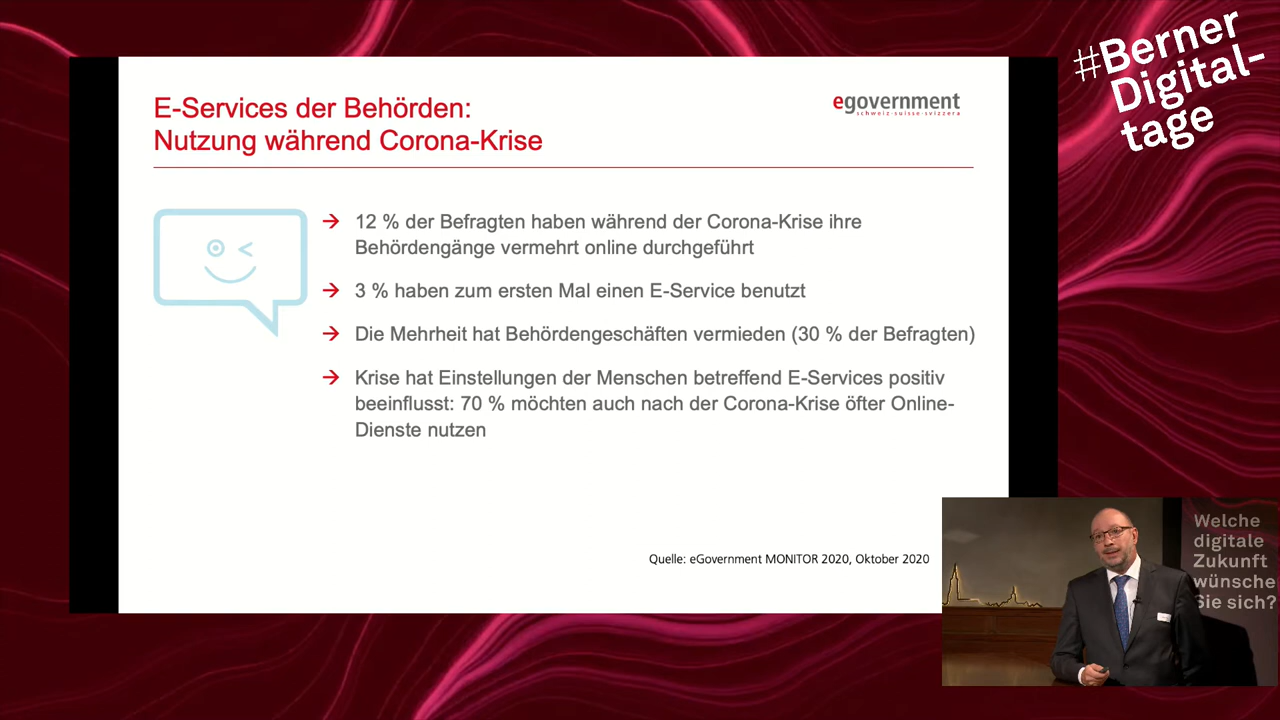 #Berner
Digital-
tage
E-Services der Behörden:
Nutzung während Corona-Krise
egovernment
schweiz·suisse·svizzera
→ 12 % der Befragten haben während der Corona-Krise ihre
Behördengänge vermehrt online durchgeführt
→ 3 % haben zum ersten Mal einen E-Service benutzt
→ Die Mehrheit hat Behördengeschäften vermieden (30 % der Befragten)
→ Krise hat Einstellungen der Menschen betreffend E-Services positiv
beeinflusst: 70 % möchten auch nach der Corona-Krise öfter Online-
Dienste nutzen
Quelle: eGovernment MONITOR 2020, Oktober 2020
Welche
digitale
Zukunft
wünsche
Sie sich?